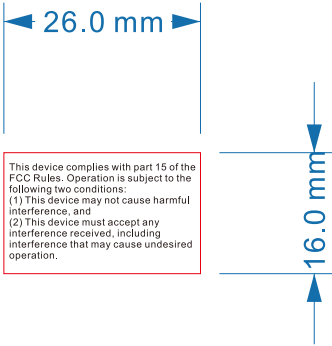 26.0 mm
This device complies with part 15 of the
FCC Rules. Operation is subject to the
following two conditions:
(1) This device may not cause harmful
interference, and
(2) This device must accept any
interference received, including
interference that may cause undesired
operation.
16.0 mm